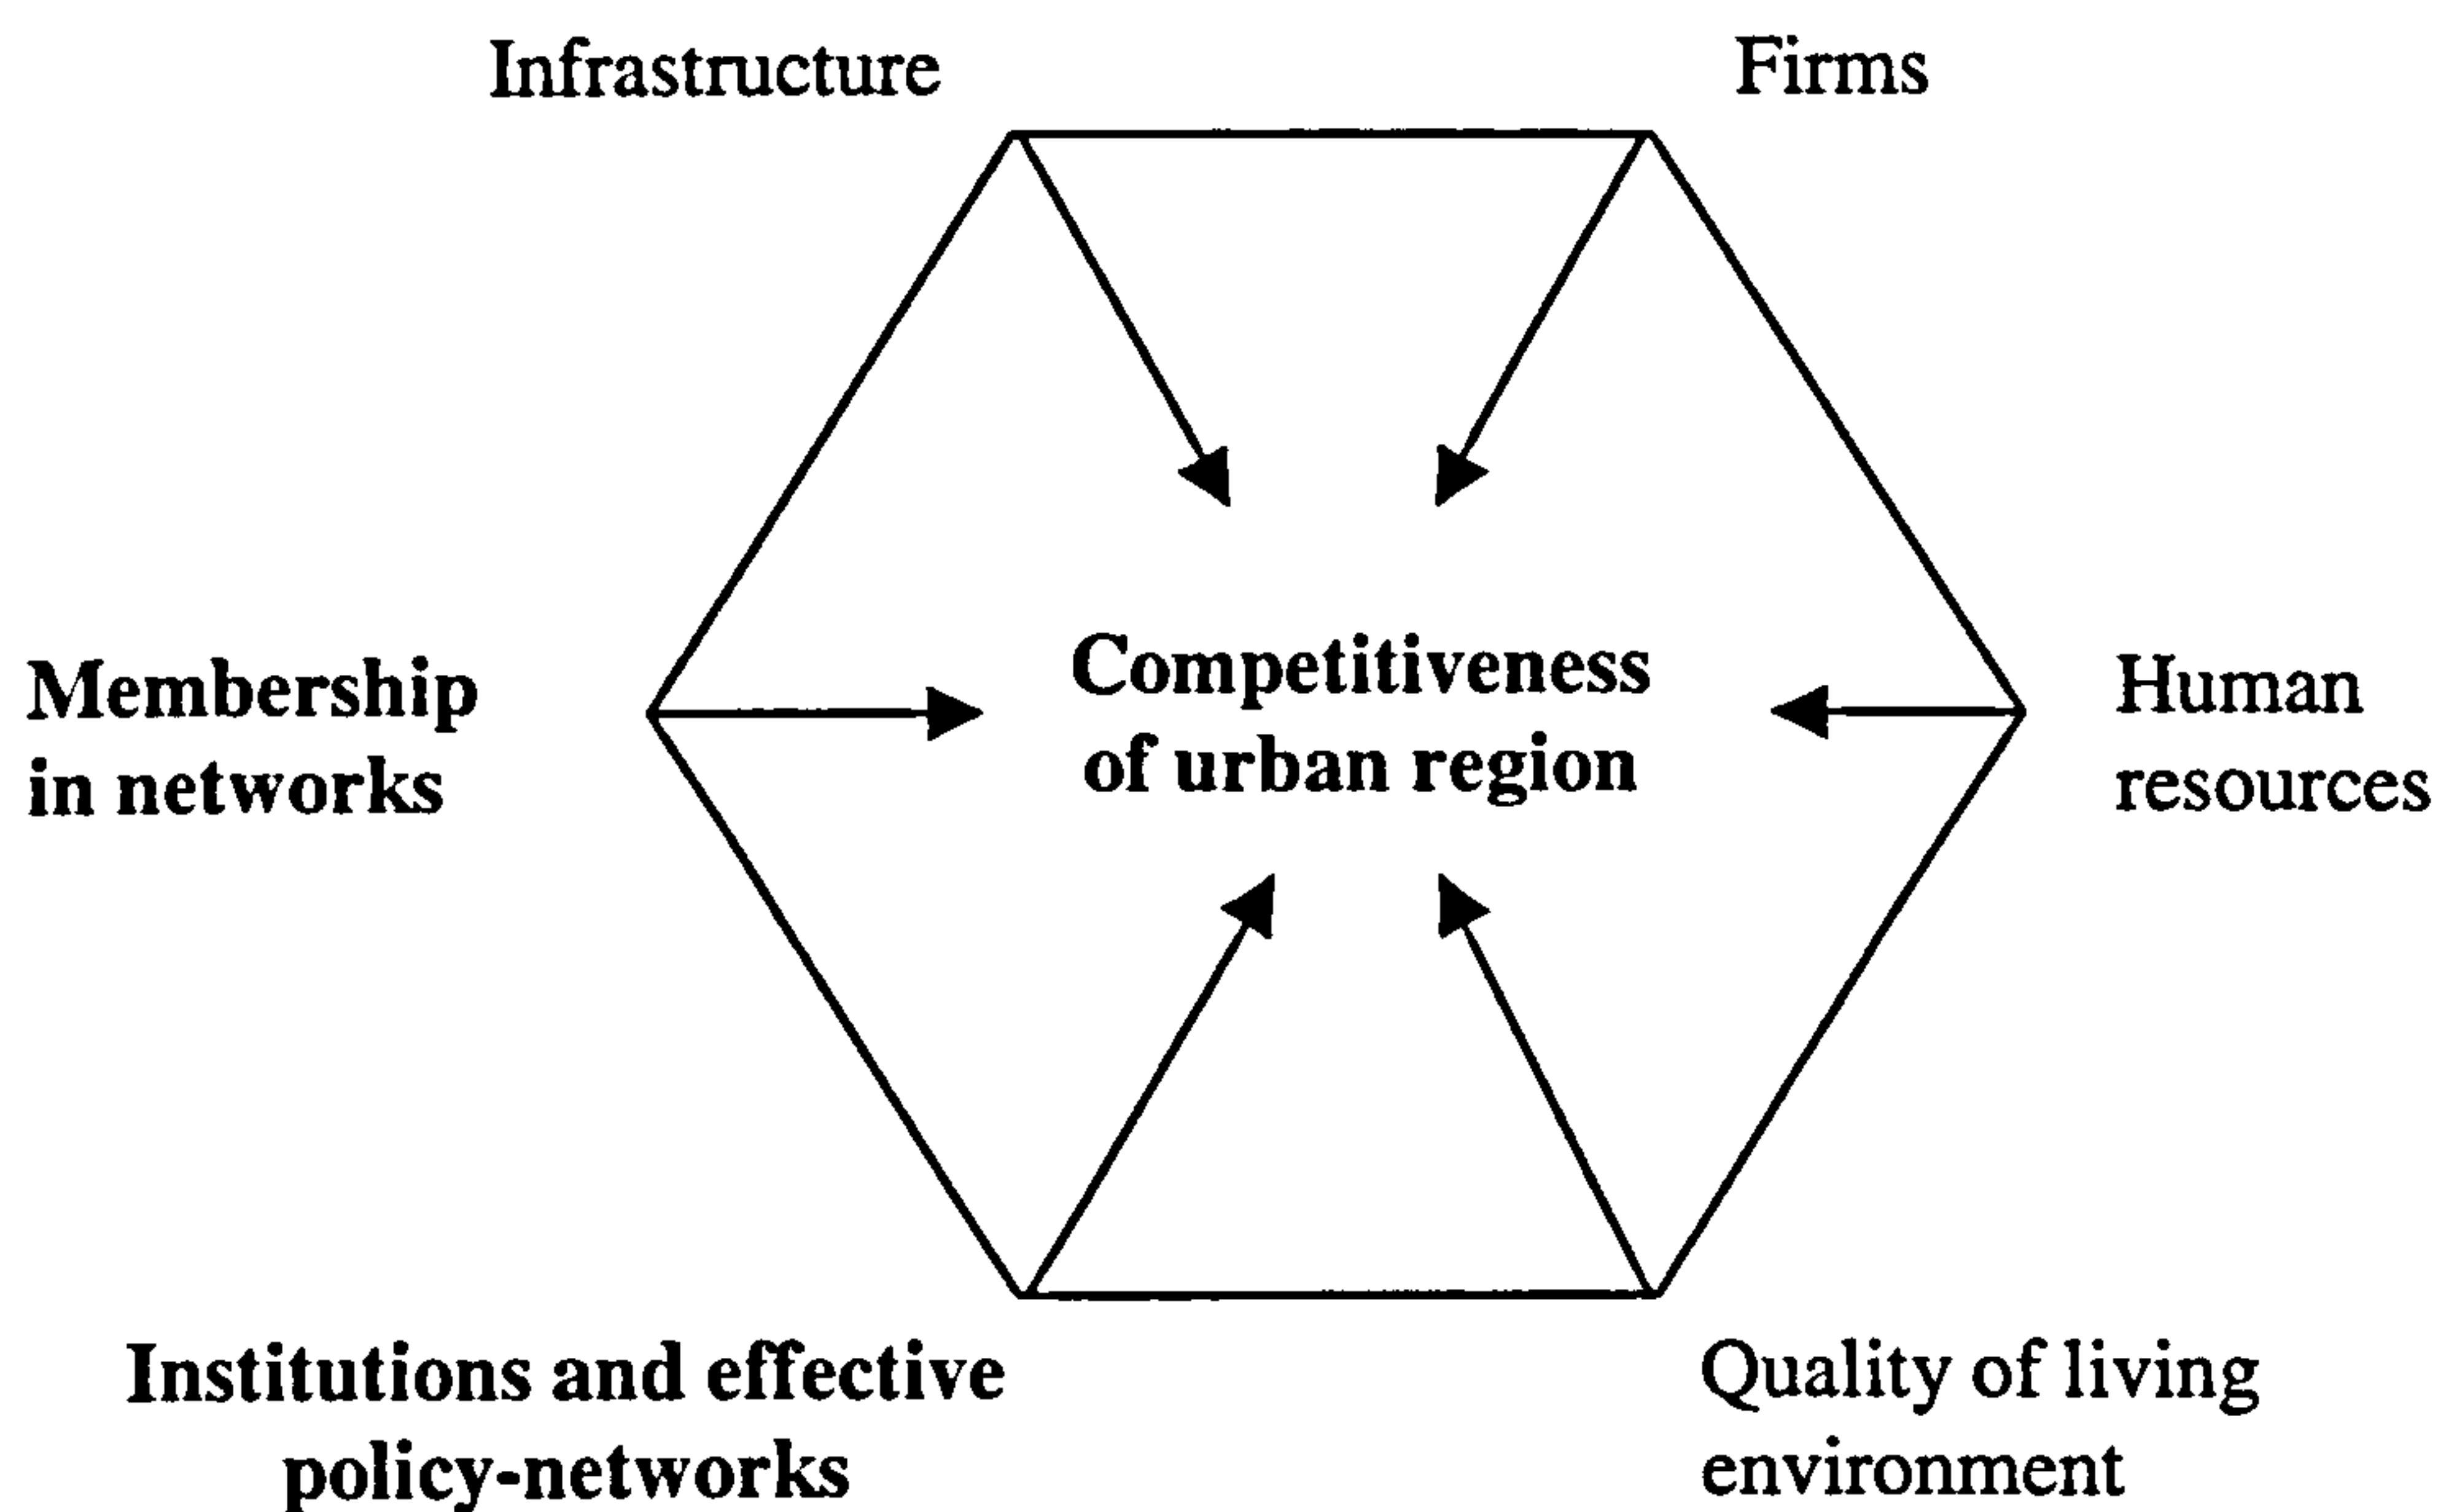 Infrastructure
Firms
Membership
in networks
Competitiveness
of urban region
Human
resources
Institutions and effective
policy-networks
Quality of living
environment